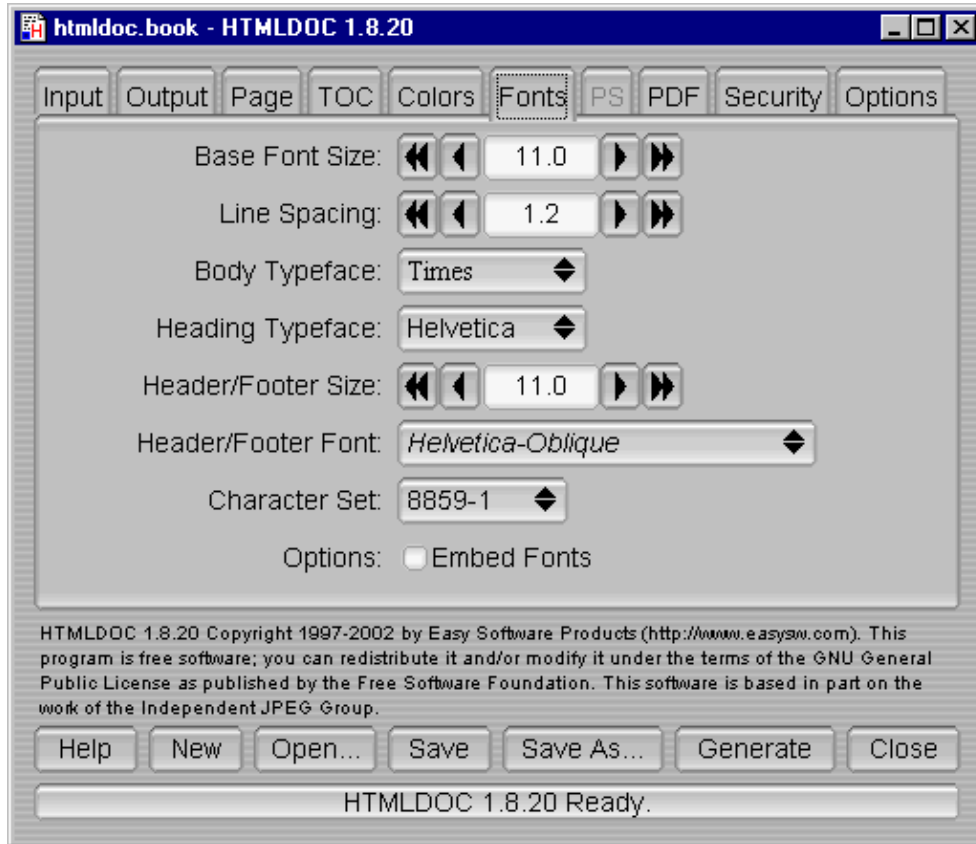 htmldoc.book - HTMLDOC 1.8.20
Input Output Page TOC Colors Fonts PS PDF Security Options
Base Font Size: 11.0
Line Spacing: 1.2
Body Typeface: Times
Heading Typeface: Helvetica
Header/Footer Size: 11.0
Header/Footer Font: Helvetica-Oblique
Character Set: 8859-1
Options: Embed Fonts
HTMLDOC 1.8.20 Copyright 1997-2002 by Easy Software Products (http://www.easysw.com). This
program is free software; you can redistribute it and/or modify it under the terms of the GNU General
Public License as published by the Free Software Foundation. This software is based in part on the
work of the Independent JPEG Group.
Help New Open... Save Save As... Generate Close
HTMLDOC 1.8.20 Ready.